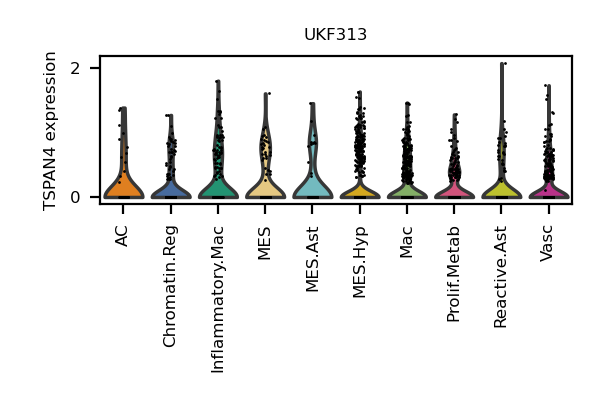 UKF313
TSPAN4 expression
2
0
AC
Chromatin.Reg
Inflammatory.Mac
MES
MES.Ast
MES.Hyp
Mac
Prolif.Metab
Reactive.Ast
Vasc